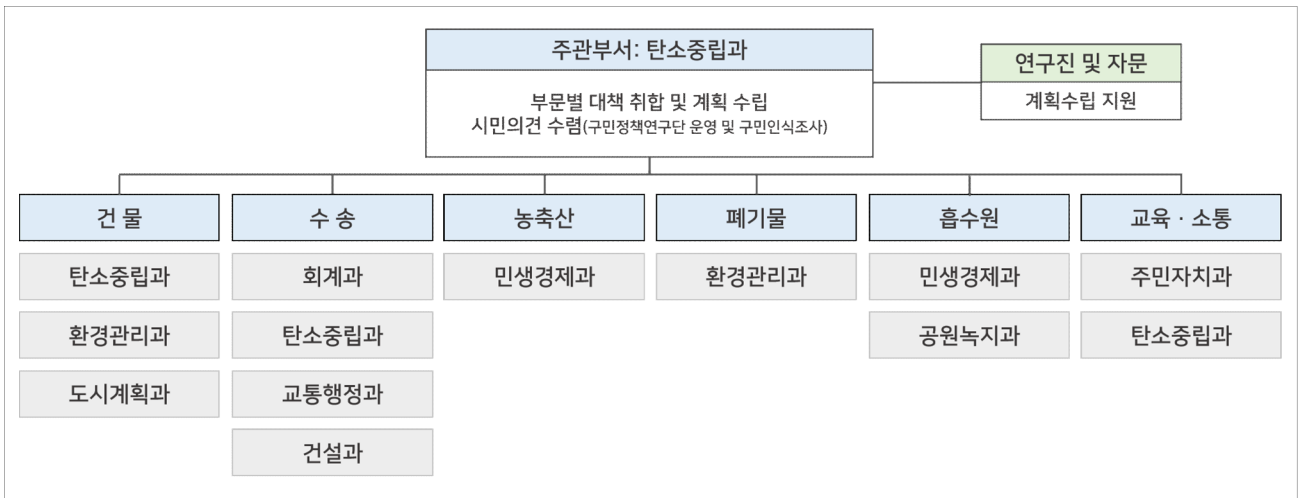 주관부서: 탄소중립과
부문별 대책 취합 및 계획 수립
시민의견 수렴(구민정책연구단 운영 및 구민인식조사)
연구진 및 자문
계획수립 지원
건 물
탄소중립과
환경관리과
도시계획과
수 송
회계과
탄소중립과
교통행정과
건설과
농축산
민생경제과
폐기물
환경관리과
흡수원
민생경제과
공원녹지과
교육 · 소통
주민자치과
탄소중립과